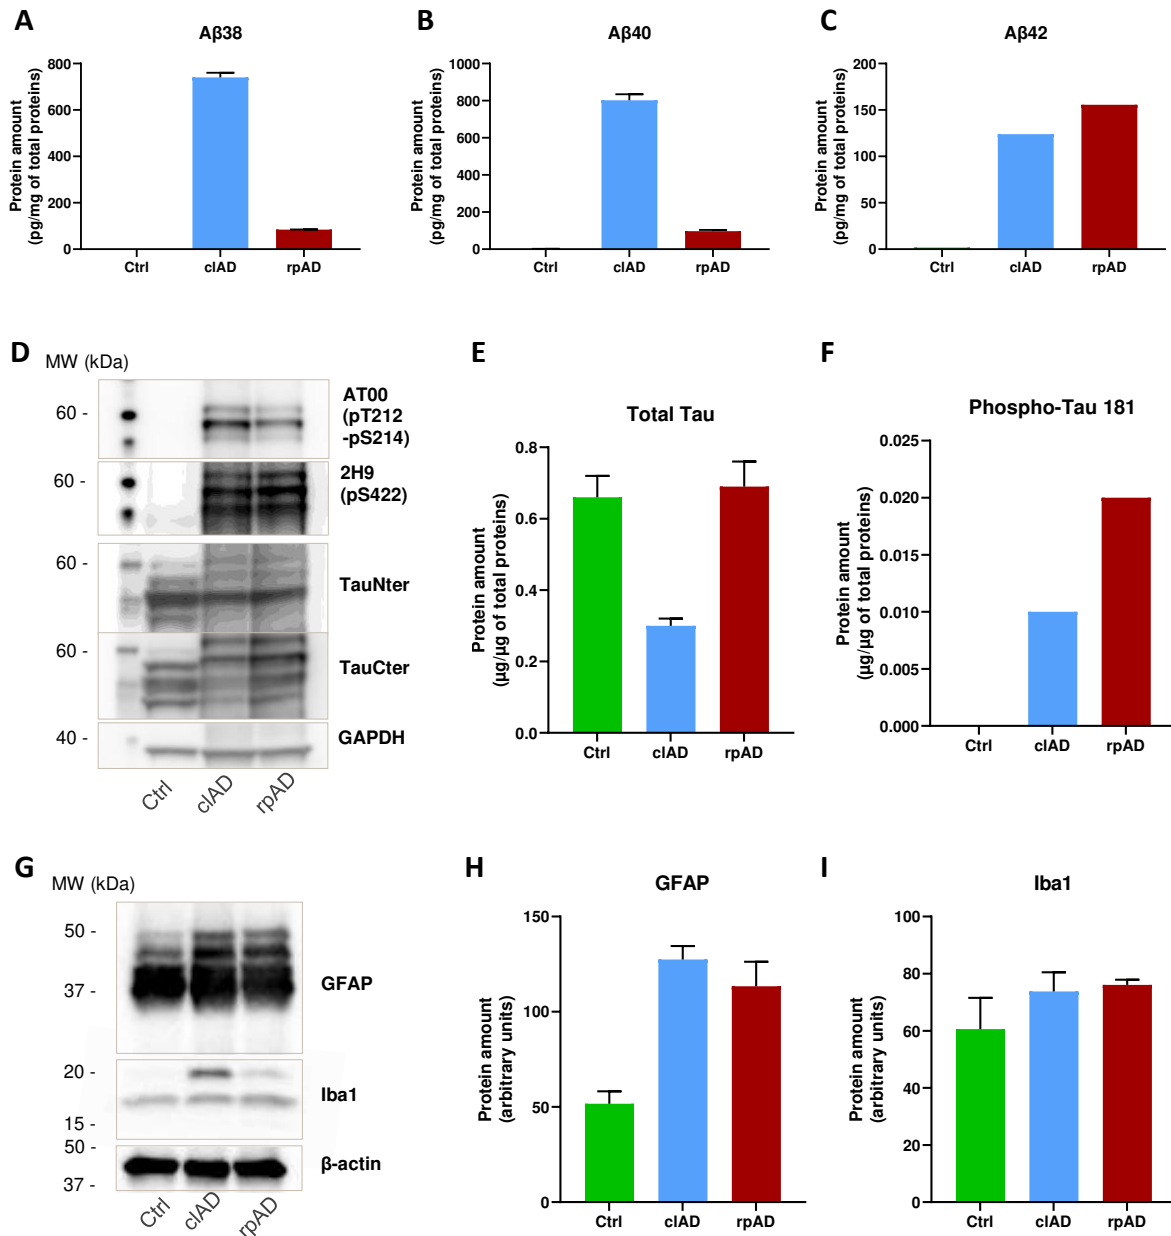 A
Aβ38
Protein amount
(pg/mg of total proteins)
800
600
400
200
0
Ctrl
clAD
rpAD
B
Aβ40
Protein amount
(pg/mg of total proteins)
1000
800
600
400
200
0
Ctrl
clAD
rpAD
C
Aβ42
Protein amount
(pg/mg of total proteins)
200
150
100
50
0
Ctrl
clAD
rpAD
D
MW (kDa)
60 -
AT00
(pT212
-pS214)
60 -
2H9
(pS422)
60 -
TauNter
60 -
TauCter
40 -
GAPDH
Ctrl
clAD
rpAD
E
Total Tau
Protein amount
(µg/µg of total proteins)
0.8
0.6
0.4
0.2
0.0
Ctrl
clAD
rpAD
F
Phospho-Tau 181
Protein amount
(µg/µg of total proteins)
0.025
0.020
0.015
0.010
0.005
0.000
Ctrl
clAD
rpAD
G
MW (kDa)
50 -
37 -
GFAP
20 -
Iba1
15 -
50 -
β-actin
37 -
Ctrl
clAD
rpAD
H
GFAP
Protein amount
(arbitrary units)
150
100
50
0
Ctrl
clAD
rpAD
I
Iba1
Protein amount
(arbitrary units)
100
80
60
40
20
0
Ctrl
clAD
rpAD